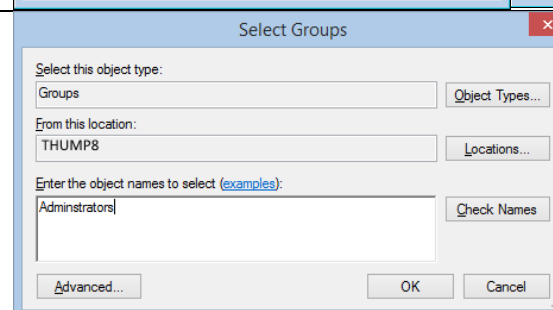 Select Groups
Select this object type:
Groups
Object Types...
From this location:
THUMP8
Locations...
Enter the object names to select (examples):
Adminstrators
Check Names
Advanced...
OK
Cancel